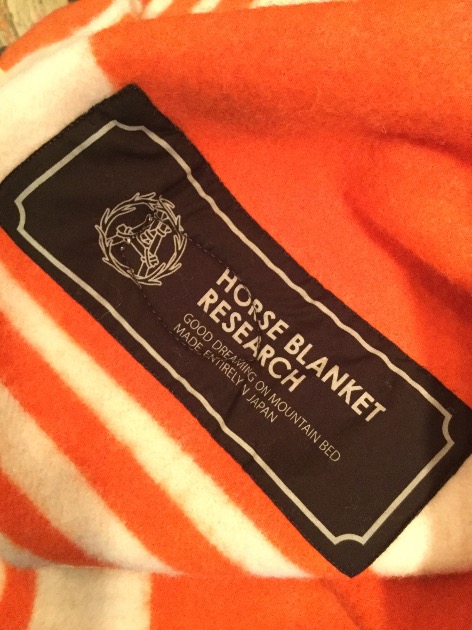 HORSE BLANKET
RESEARCH
GOOD DREAMING ON MOUNTAIN BED
MADE ENTIRELY IN JAPAN